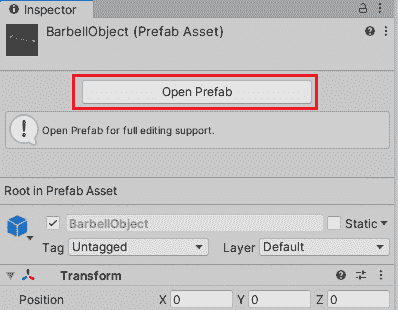 Inspector
BarbellObject (Prefab Asset)
Open Prefab
Open Prefab for full editing support.
Root in Prefab Asset
BarbellObject Static
Tag Untagged Layer Default
Transform
Position X 0 Y 0 Z 0